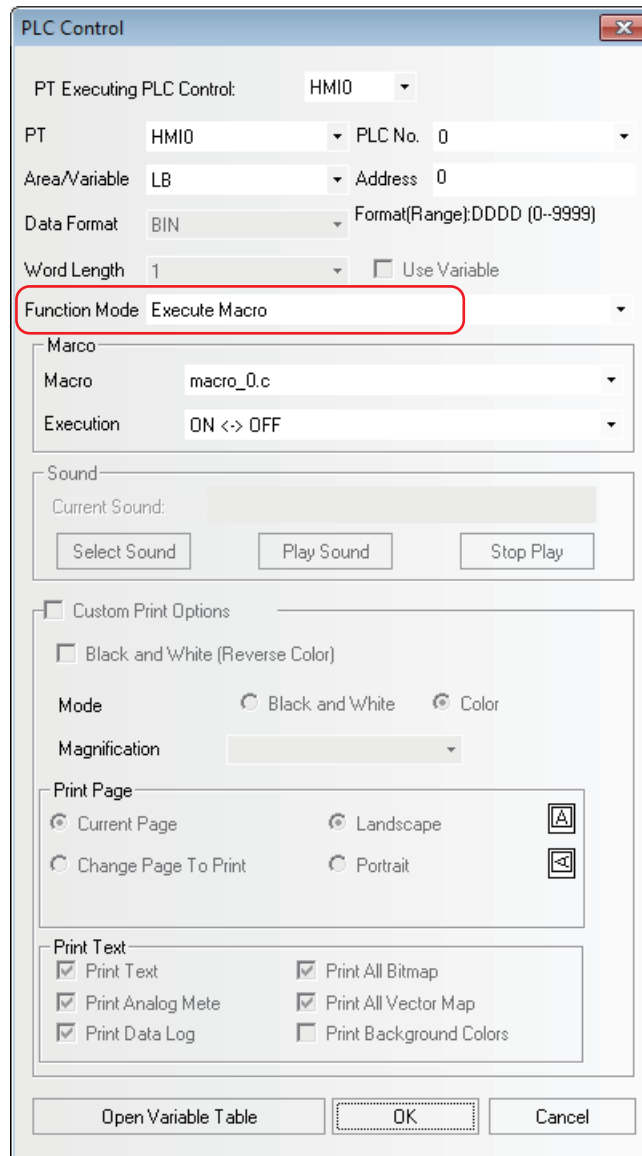 PLC Control
PT Executing PLC Control: HMI0
PT HMI0 PLC No. 0
Area/Variable LB Address 0
Data Format BIN Format(Range):DDDD (0--9999)
Word Length 1 Use Variable
Function Mode Execute Macro
Marco
Macro macro_0.c
Execution ON <-> OFF
Sound
Current Sound:
Select Sound Play Sound Stop Play
Custom Print Options
Black and White (Reverse Color)
Mode Black and White Color
Magnification
Print Page
Current Page Landscape A
Change Page To Print Portrait A
Print Text
Print Text Print All Bitmap
Print Analog Mete Print All Vector Map
Print Data Log Print Background Colors
Open Variable Table OK Cancel